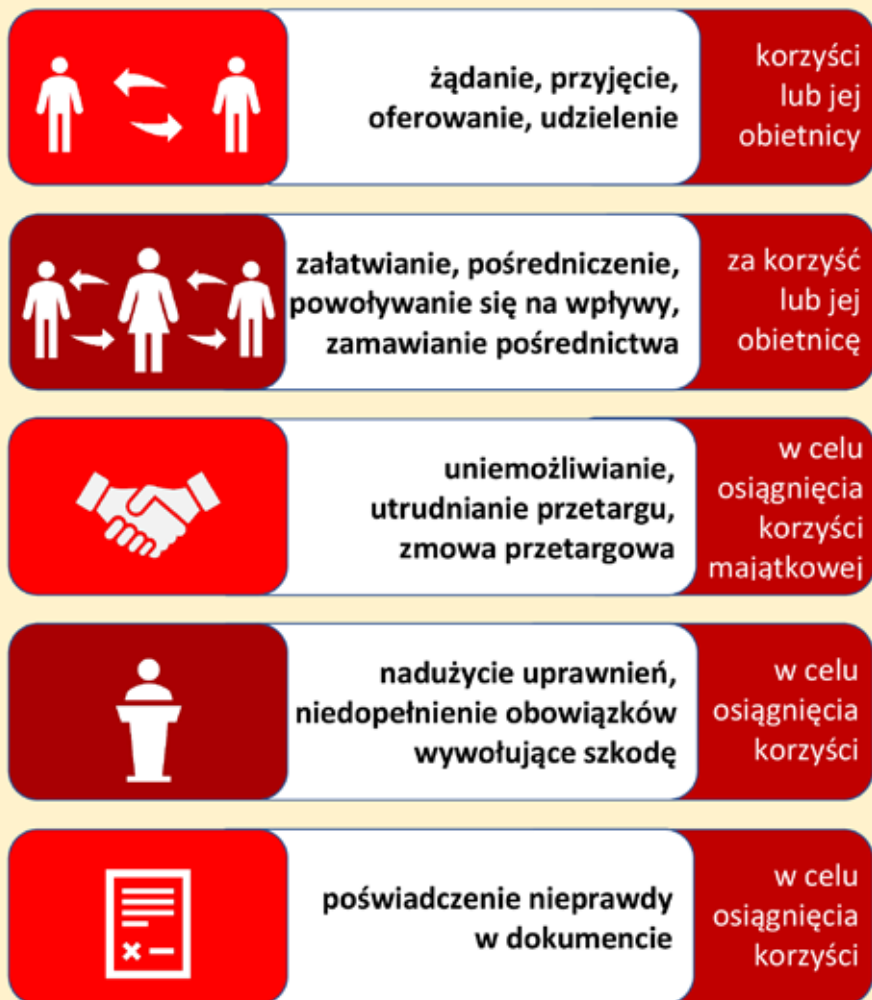 żądanie, przyjęcie,
oferowanie, udzielenie
korzyści
lub jej
obietnicy
załatwianie, pośredniczenie,
powoływanie się na wpływy,
zamawianie pośrednictwa
za korzyść
lub jej
obietnicę
uniemożliwianie,
utrudnianie przetargu,
zmowa przetargowa
w celu
osiągnięcia
korzyści
majątkowej
nadużycie uprawnień,
niedopełnienie obowiązków
wywołujące szkodę
w celu
osiągnięcia
korzyści
poświadczenie nieprawdy
w dokumencie
w celu
osiągnięcia
korzyści